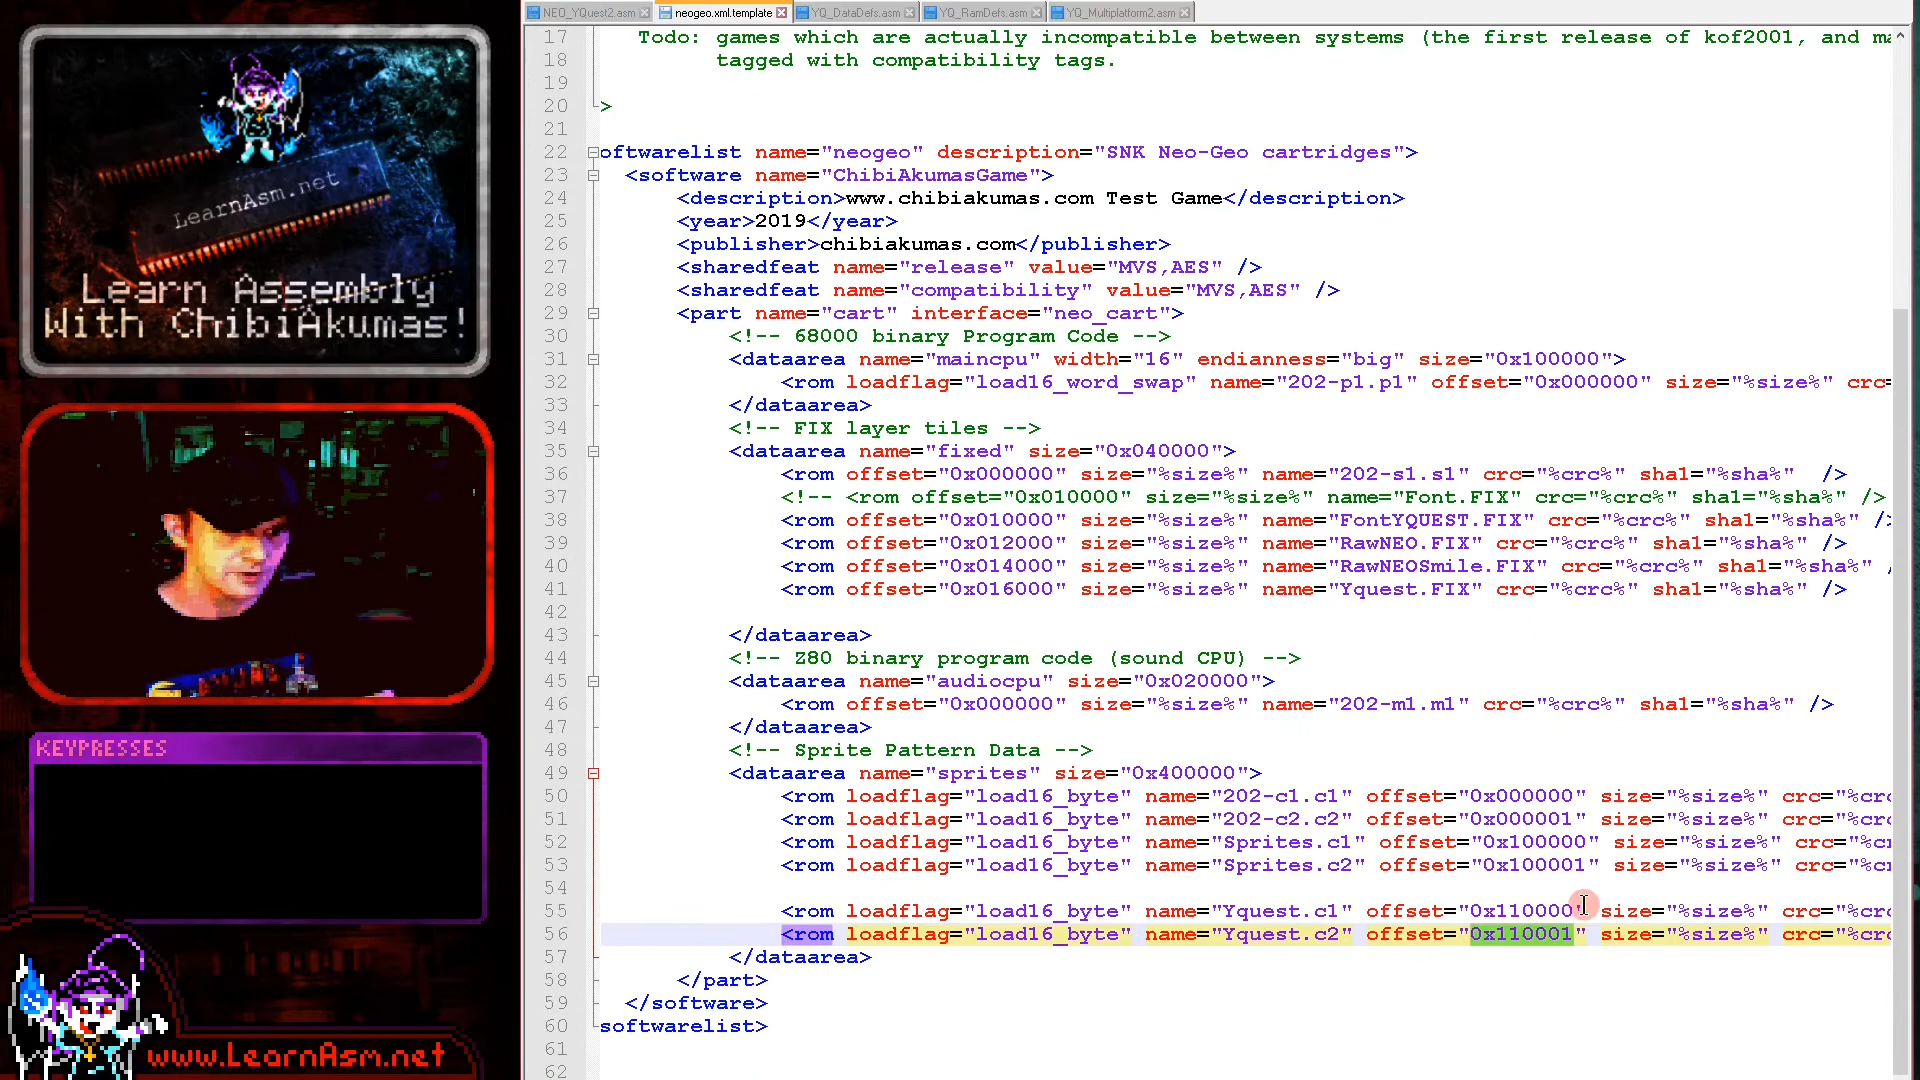 NEO_YQuest2.asm
neogeo.xml.template
YQ_DataDefs.asm
YQ_RamDefs.asm
YQ_Multiplatform2.asm
17 Todo: games which are actually incompatible between systems (the first release of kof2001, and ma
18 tagged with compatibility tags.
19
20 >
21
22 oftwarelist name="neogeo" description="SNK Neo-Geo cartridges">
23 <software name="ChibiAkumasGame">
24 <description>www.chibiakumas.com Test Game</description>
25 <year>2019</year>
26 <publisher>chibiakumas.com</publisher>
27 <sharedfeat name="release" value="MVS,AES" />
28 <sharedfeat name="compatibility" value="MVS,AES" />
29 <part name="cart" interface="neo_cart">
30 <!-- 68000 binary Program Code -->
31 <dataarea name="maincpu" width="16" endianness="big" size="0x100000">
32 <rom loadflag="load16_word_swap" name="202-p1.p1" offset="0x000000" size="%size%" crc=
33 </dataarea>
34 <!-- FIX layer tiles -->
35 <dataarea name="fixed" size="0x040000">
36 <rom offset="0x000000" size="%size%" name="202-s1.s1" crc="%crc%" sha1="%sha%" />
37 <!-- <rom offset="0x010000" size="%size%" name="Font.FIX" crc="%crc%" sha1="%sha%" />
38 <rom offset="0x010000" size="%size%" name="FontYQUEST.FIX" crc="%crc%" sha1="%sha%" />
39 <rom offset="0x012000" size="%size%" name="RawNEO.FIX" crc="%crc%" sha1="%sha%" />
40 <rom offset="0x014000" size="%size%" name="RawNEOSmile.FIX" crc="%crc%" sha1="%sha%" /
41 <rom offset="0x016000" size="%size%" name="Yquest.FIX" crc="%crc%" sha1="%sha%" />
42
43 </dataarea>
44 <!-- Z80 binary program code (sound CPU) -->
45 <dataarea name="audiocpu" size="0x020000">
46 <rom offset="0x000000" size="%size%" name="202-m1.m1" crc="%crc%" sha1="%sha%" />
47 </dataarea>
48 <!-- Sprite Pattern Data -->
49 <dataarea name="sprites" size="0x400000">
50 <rom loadflag="load16_byte" name="202-c1.c1" offset="0x000000" size="%size%" crc="%crc
51 <rom loadflag="load16_byte" name="202-c2.c2" offset="0x000001" size="%size%" crc="%crc
52 <rom loadflag="load16_byte" name="Sprites.c1" offset="0x100000" size="%size%" crc="%cr
53 <rom loadflag="load16_byte" name="Sprites.c2" offset="0x100001" size="%size%" crc="%cr
54
55 <rom loadflag="load16_byte" name="Yquest.c1" offset="0x110000" size="%size%" crc="%crc
56 <rom loadflag="load16_byte" name="Yquest.c2" offset="0x110001" size="%size%" crc="%crc
57 </dataarea>
58 </part>
59 </software>
60 softwarelist>
61
62
LearnAsm.net
Learn Assembly
With ChibiAkumas!
KEYPRESSES
www.LearnAsm.net